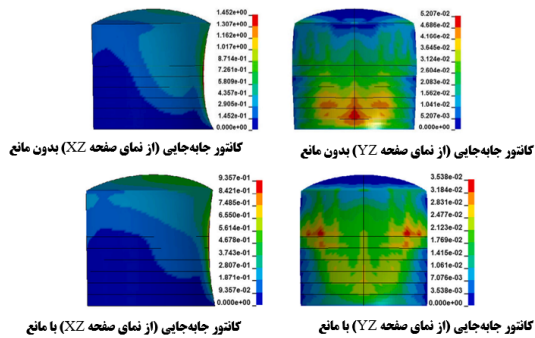 1.452e+00
1.307e+00
1.162e+00
1.017e+00
8.714e-01
7.261e-01
5.809e-01
4.357e-01
2.905e-01
1.452e-01
0.000e+00
کانتور جابه‌جایی (از نمای صفحه XZ) بدون مانع
5.207e-02
4.686e-02
4.166e-02
3.645e-02
3.124e-02
2.604e-02
2.083e-02
1.562e-02
1.041e-02
5.207e-03
0.000e+00
کانتور جابه‌جایی (از نمای صفحه YZ) بدون مانع
9.357e-01
8.421e-01
7.485e-01
6.550e-01
5.614e-01
4.678e-01
3.743e-01
2.807e-01
1.871e-01
9.357e-02
0.000e+00
کانتور جابه‌جایی (از نمای صفحه XZ) با مانع
3.538e-02
3.184e-02
2.831e-02
2.477e-02
2.123e-02
1.769e-02
1.415e-02
1.061e-02
7.076e-03
3.538e-03
0.000e+00
کانتور جابه‌جایی (از نمای صفحه YZ) با مانع